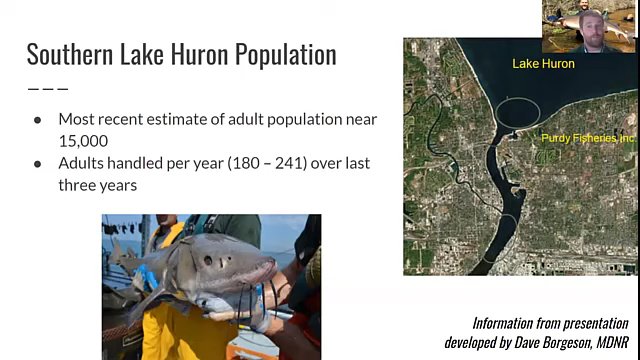 Southern Lake Huron Population
● Most recent estimate of adult population near
15,000
● Adults handled per year (180 – 241) over last
three years
Lake Huron
Purdy Fisheries Inc
Information from presentation
developed by Dave Borgeson, MDNR